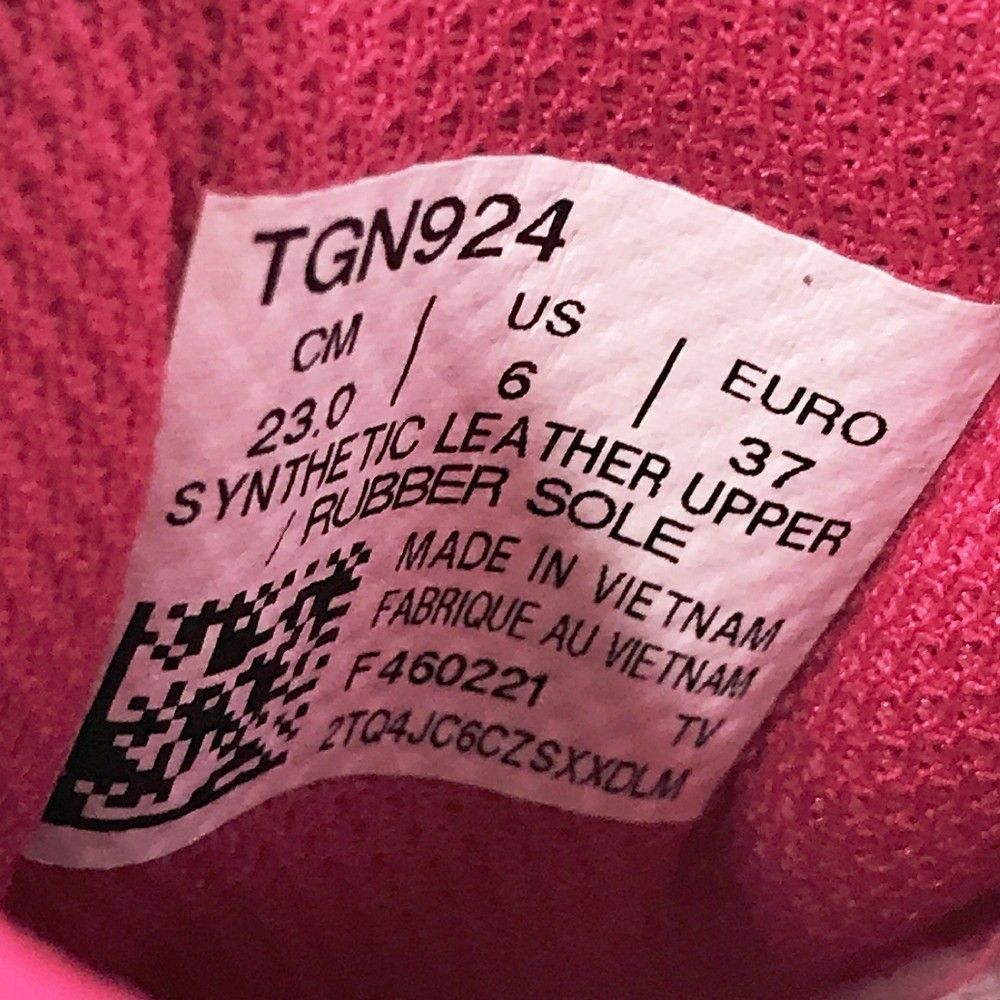 TGN924
CM / US / EURO
23.0 6 37
SYNTHETIC LEATHER UPPER
/ RUBBER SOLE
MADE IN VIETNAM
FABRIQUE AU VIETNAM
F460221 TV
2TQ4JC6CZSXXDLM